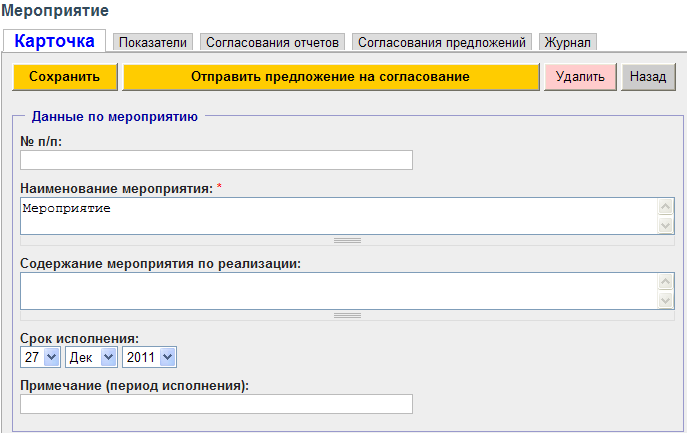 Мероприятие
Карточка Показатели Согласования отчетов Согласования предложений Журнал
Сохранить Отправить предложение на согласование Удалить Назад
Данные по мероприятию
№ п/п:
Наименование мероприятия: *
Мероприятие
Содержание мероприятия по реализации:
Срок исполнения:
27 Дек 2011
Примечание (период исполнения):